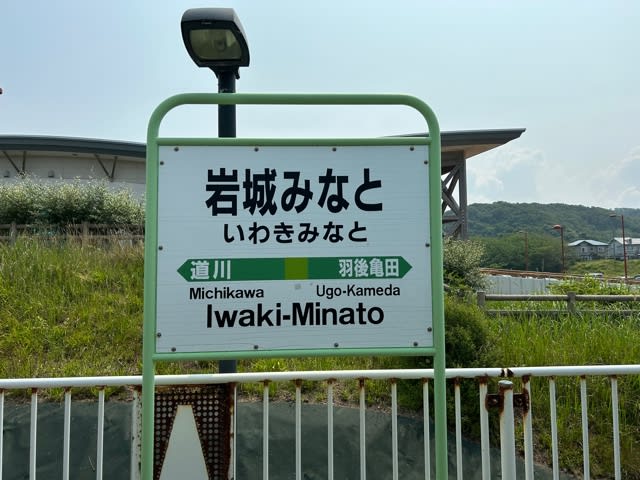 岩城みなと
いわきみなと
道川 羽後亀田
Michikawa Ugo-Kameda
Iwaki-Minato